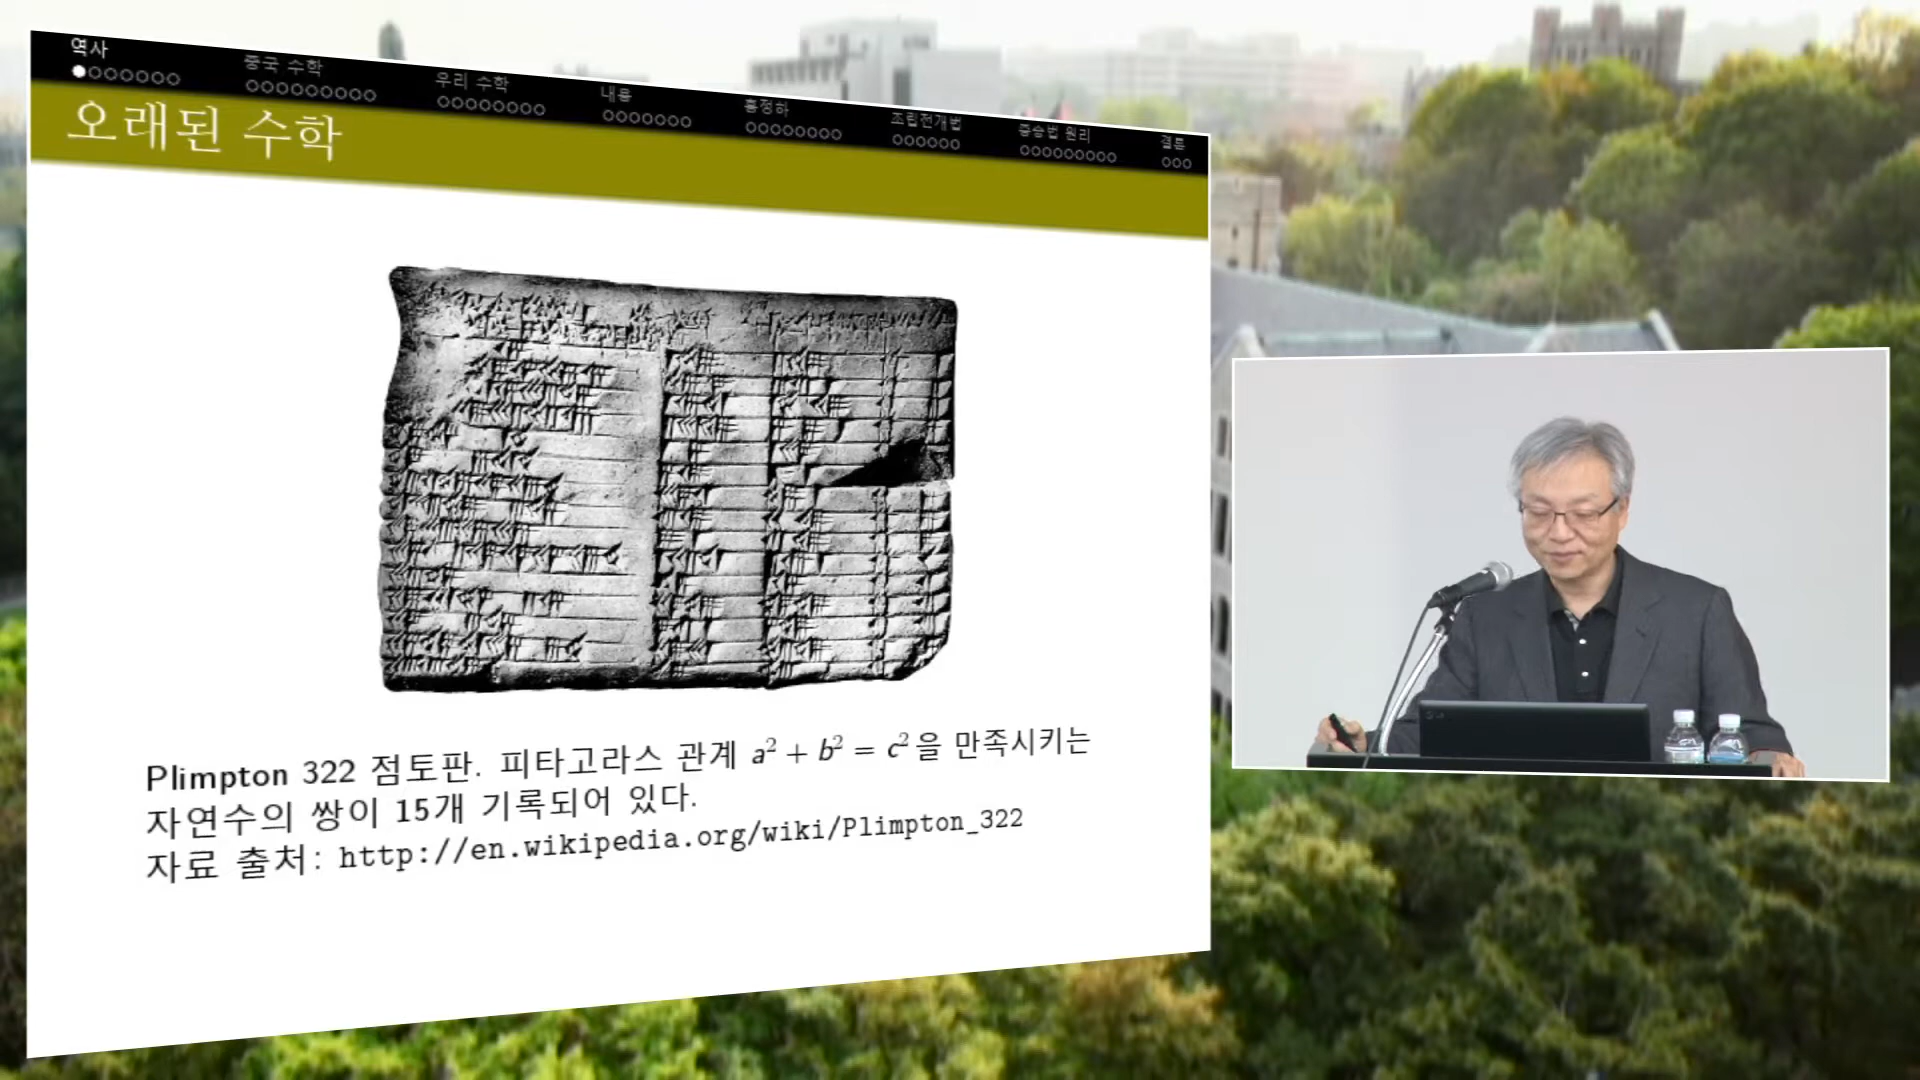 역사
중국 수학
우리 수학
내용
홍정하
조립전개법
증승법 원리
결론
오래된 수학
Plimpton 322 점토판. 피타고라스 관계 a² + b² = c²을 만족시키는
자연수의 쌍이 15개 기록되어 있다.
자료 출처: http://en.wikipedia.org/wiki/Plimpton_322